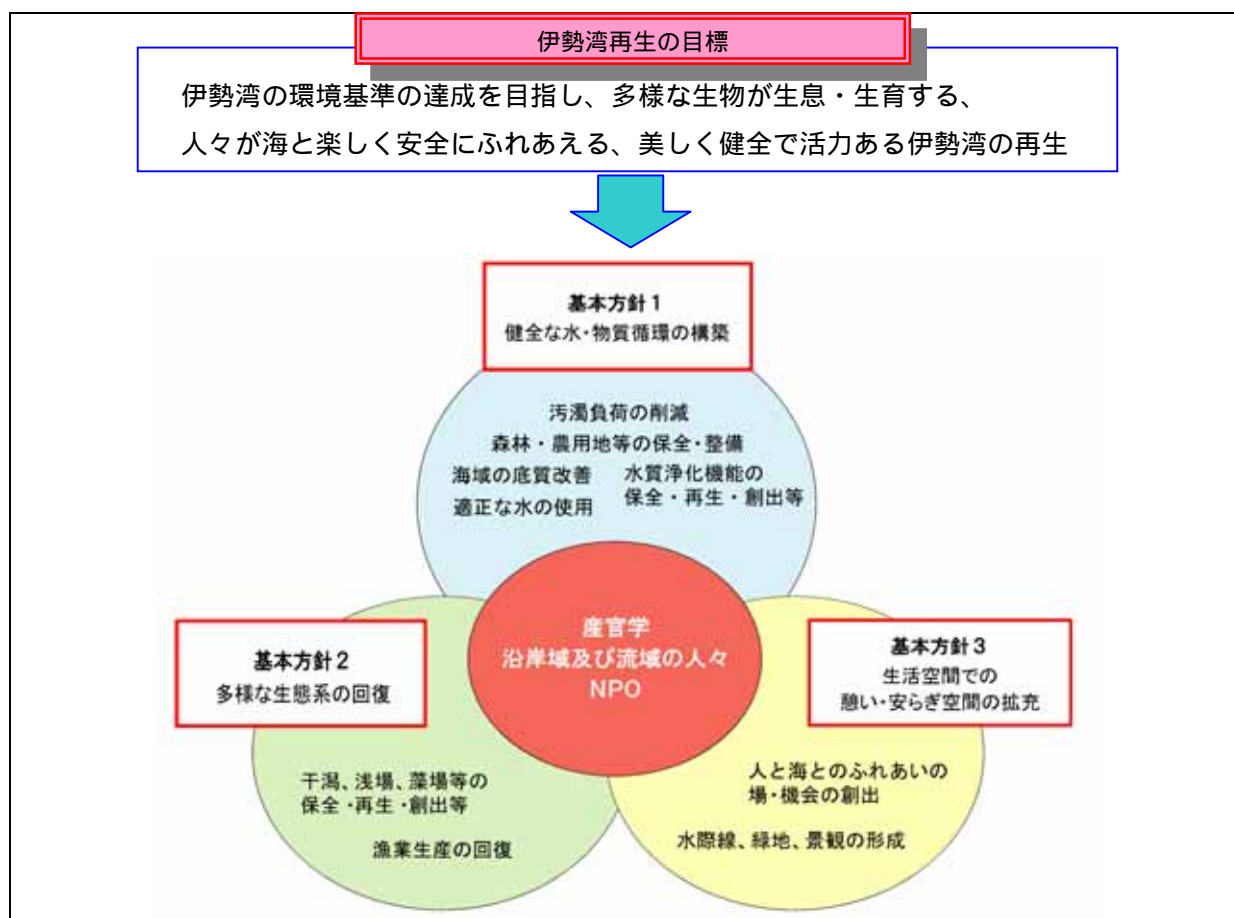 伊勢湾再生の目標
伊勢湾の環境基準の達成を目指し、多様な生物が生息・生育する、
人々が海と楽しく安全にふれあえる、美しく健全で活力ある伊勢湾の再生
基本方針1
健全な水・物質循環の構築
汚濁負荷の削減
森林・農用地等の保全・整備
海域の底質改善
適正な水の使用
水質浄化機能の
保全・再生・創出等
産官学
沿岸域及び流域の人々
NPO
基本方針2
多様な生態系の回復
干潟、浅場、藻場等の
保全・再生・創出等
漁業生産の回復
基本方針3
生活空間での
憩い・安らぎ空間の拡充
人と海とのふれあいの
場・機会の創出
水際線、緑地、景観の形成